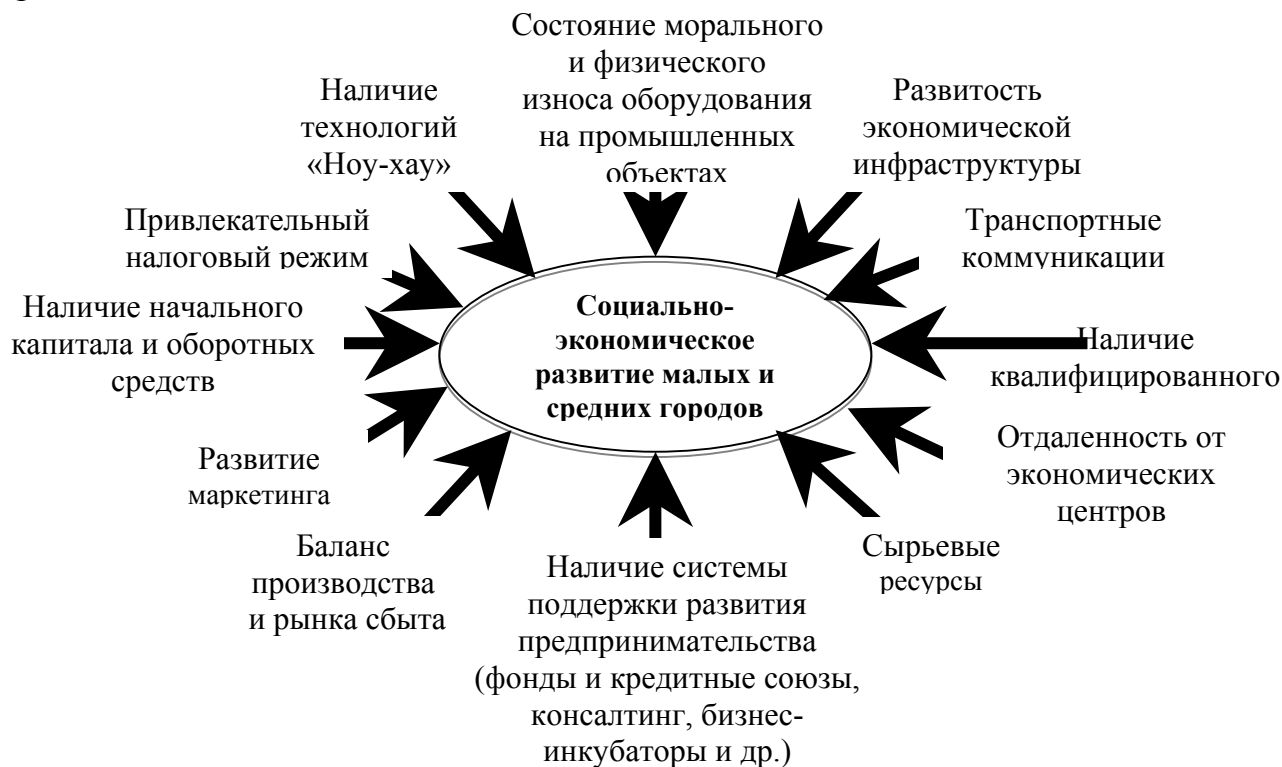 Состояние морального
и физического
износа оборудования
на промышленных
объектах
Наличие
технологий
«Ноу-хау»
Развитость
экономической
инфраструктуры
Привлекательный
налоговый режим
Транспортные
коммуникации
Наличие начального
капитала и оборотных
средств
Социально-
экономическое
развитие малых и
средних городов
Наличие
квалифицированного
Развитие
маркетинга
Отдаленность от
экономических
центров
Баланс
производства
и рынка сбыта
Наличие системы
поддержки развития
предпринимательства
(фонды и кредитные союзы,
консалтинг, бизнес-
инкубаторы и др.)
Сырьевые
ресурсы